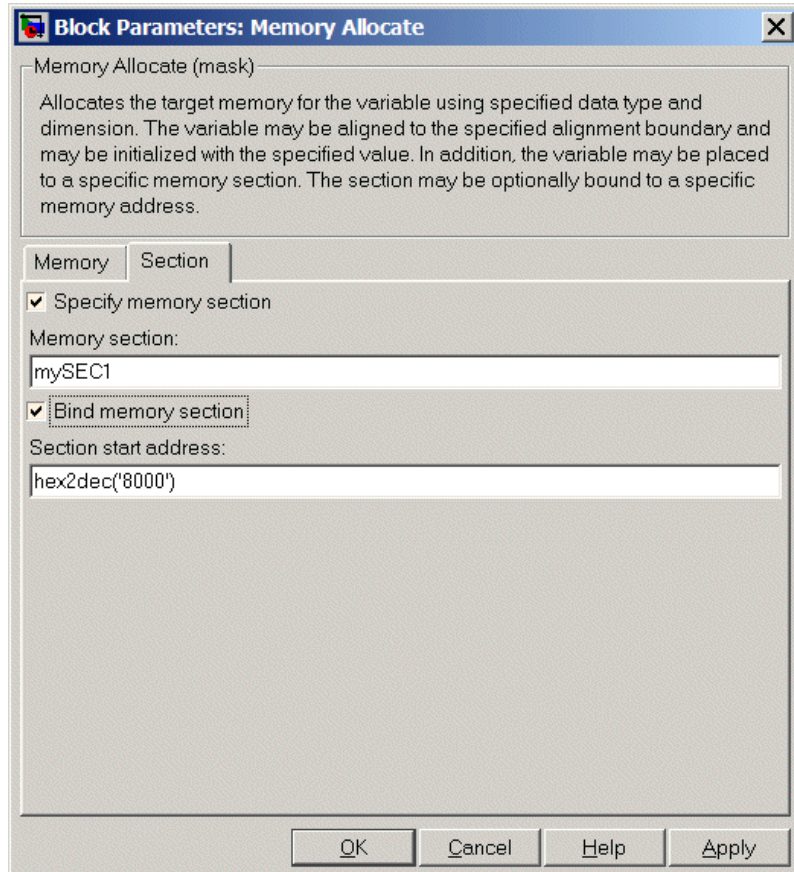 Block Parameters: Memory Allocate
Memory Allocate (mask)
Allocates the target memory for the variable using specified data type and
dimension. The variable may be aligned to the specified alignment boundary and
may be initialized with the specified value. In addition, the variable may be placed
to a specific memory section. The section may be optionally bound to a specific
memory address.
Memory Section
Specify memory section
Memory section:
mySEC1
Bind memory section
Section start address:
hex2dec('8000')
OK Cancel Help Apply